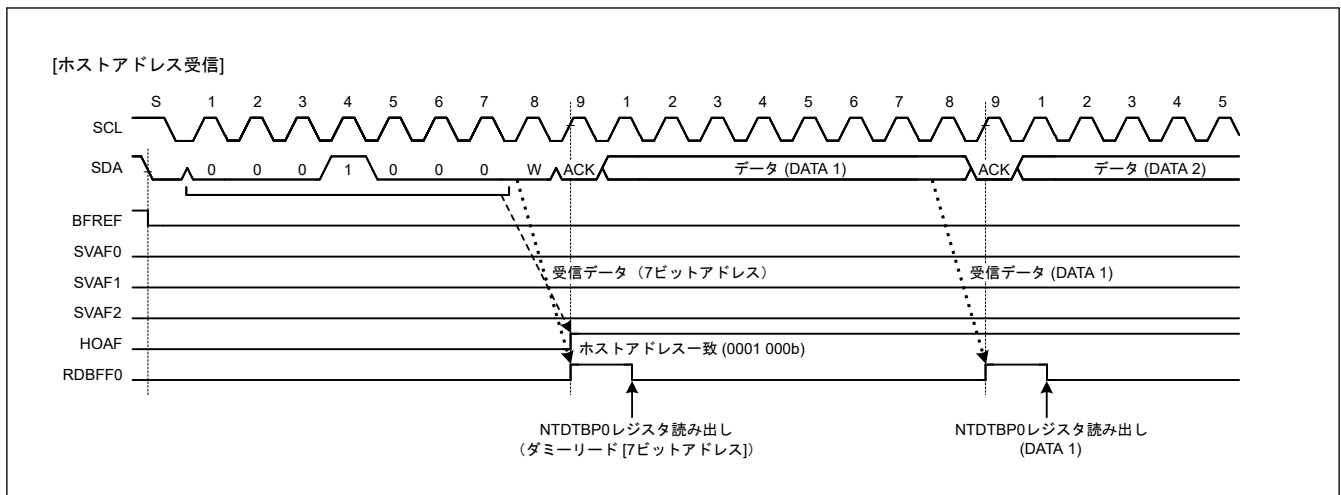 [ホストアドレス受信]
S 1 2 3 4 5 6 7 8 9 1 2 3 4 5 6 7 8 9 1 2 3 4 5
SCL
SDA 0 0 0 1 0 0 0 W ACK データ (DATA 1) ACK データ (DATA 2)
BFREF
SVAF0
受信データ（7ビットアドレス） 受信データ (DATA 1)
SVAF1
SVAF2
HOAF
ホストアドレス一致 (0001 000b)
RDBFF0
NTDTBP0レジスタ読み出し
（ダミーリード [7ビットアドレス]）
NTDTBP0レジスタ読み出し
(DATA 1)